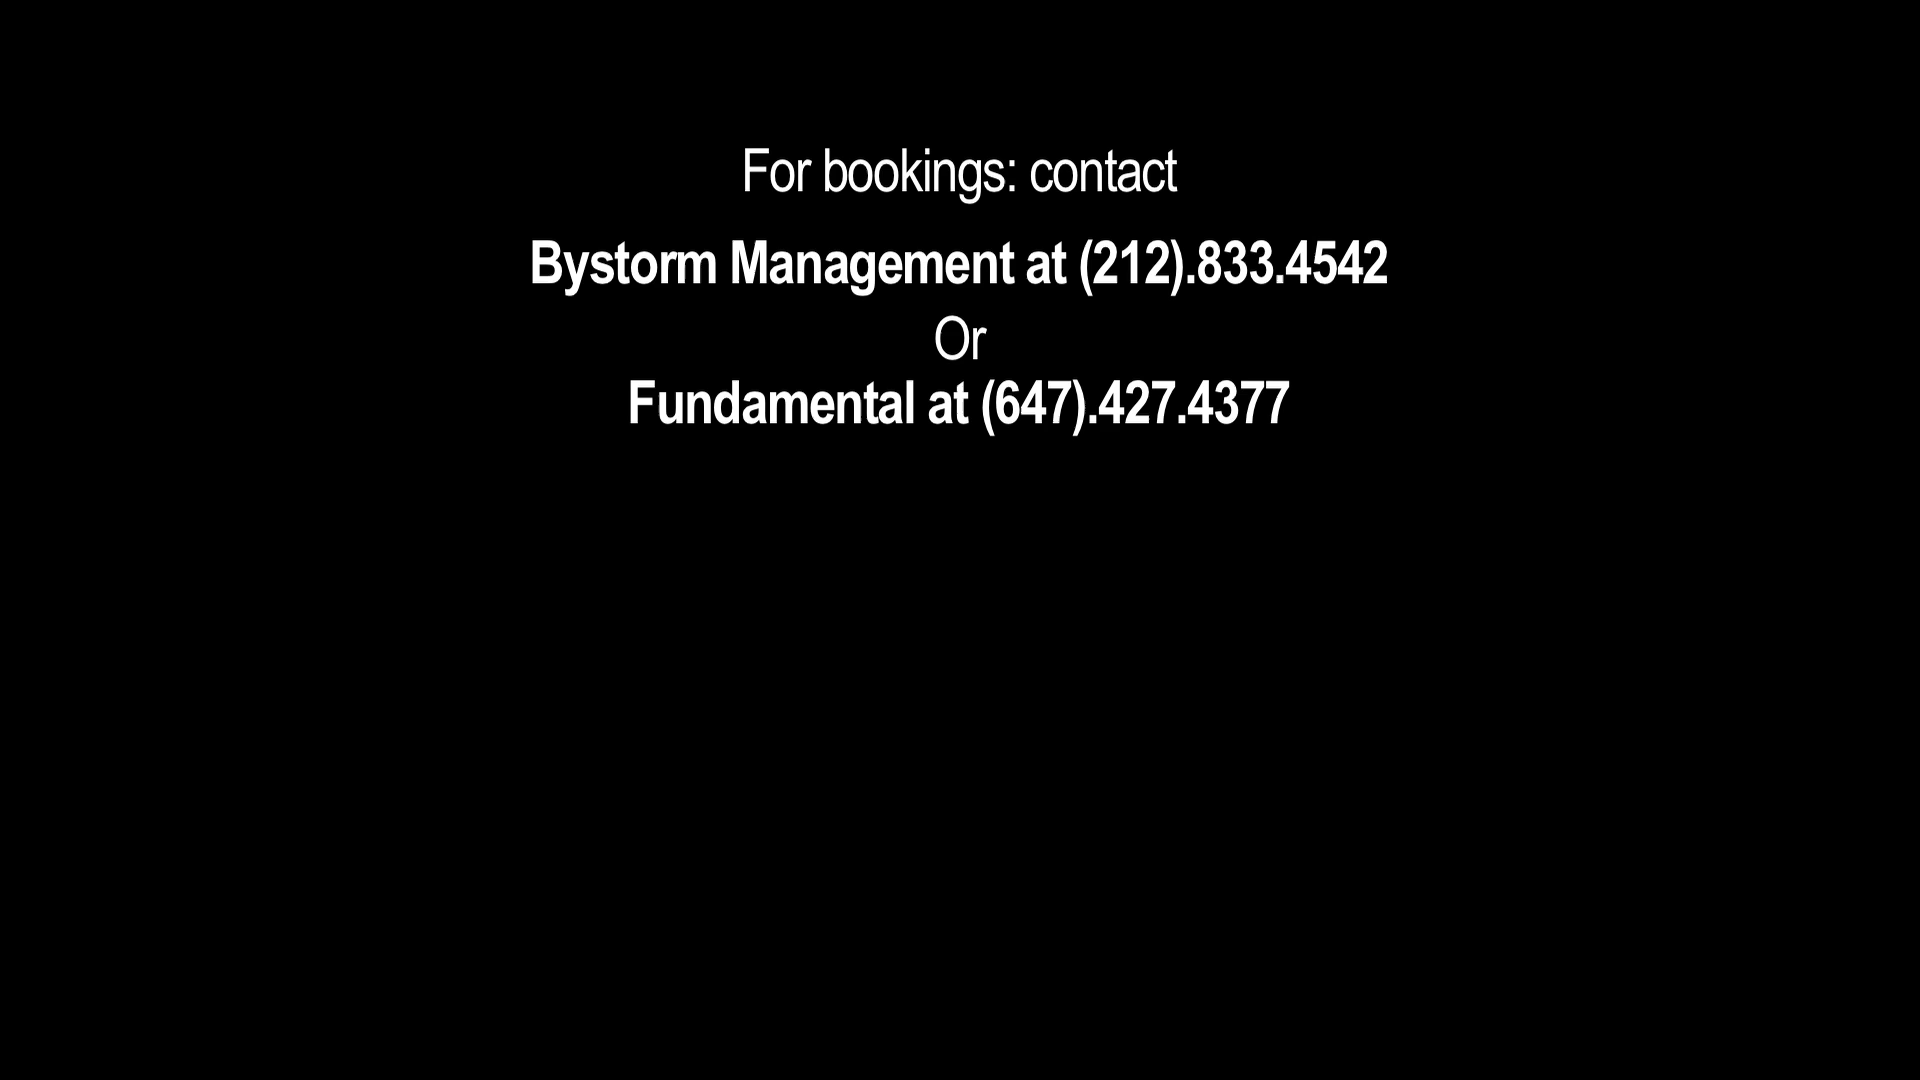 For bookings: contact
Bystorm Management at (212).833.4542
Or
Fundamental at (647).427.4377